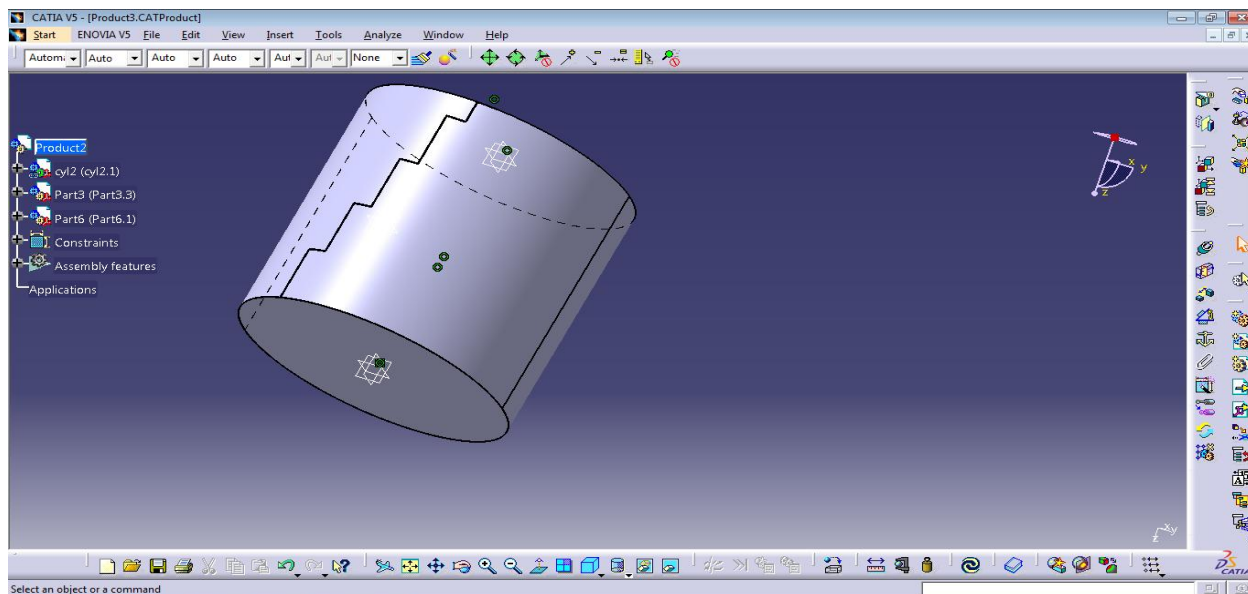 CATIA V5 - [Product3.CATProduct]
Start ENOVIA V5 File Edit View Insert Tools Analyze Window Help
Auto Auto Auto None
Product2
cyl2 (cyl2.1)
Part3 (Part3.3)
Part6 (Part6.1)
Constraints
Assembly features
Applications
x
y
z
CATIA
Select an object or a command